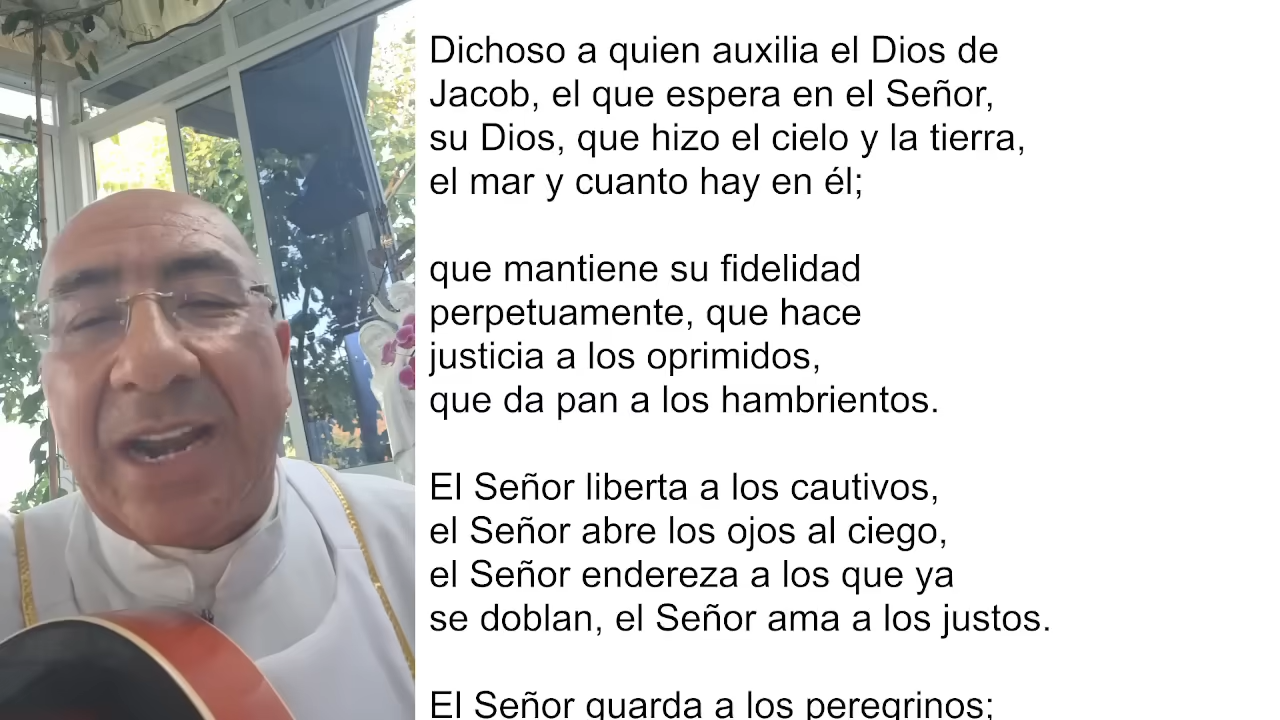 Dichoso a quien auxilia el Dios de
Jacob, el que espera en el Señor,
su Dios, que hizo el cielo y la tierra,
el mar y cuanto hay en él;
que mantiene su fidelidad
perpetuamente, que hace
justicia a los oprimidos,
que da pan a los hambrientos.
El Señor liberta a los cautivos,
el Señor abre los ojos al ciego,
el Señor endereza a los que ya
se doblan, el Señor ama a los justos.
El Señor guarda a los peregrinos;